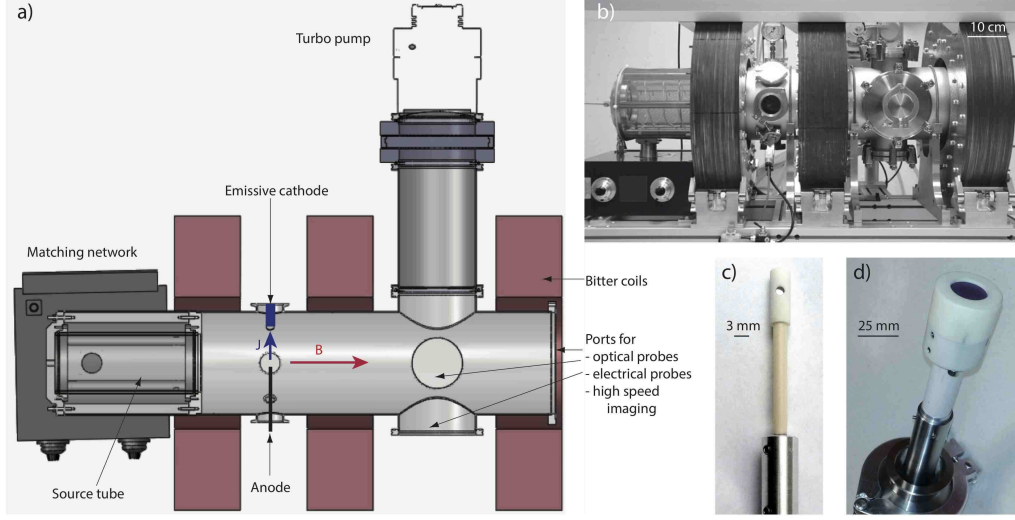 a)
Turbo pump
Emissive cathode
Matching network
J
B
Bitter coils
Ports for
- optical probes
- electrical probes
- high speed
imaging
Source tube
Anode
b)
10 cm
c)
3 mm
d)
25 mm